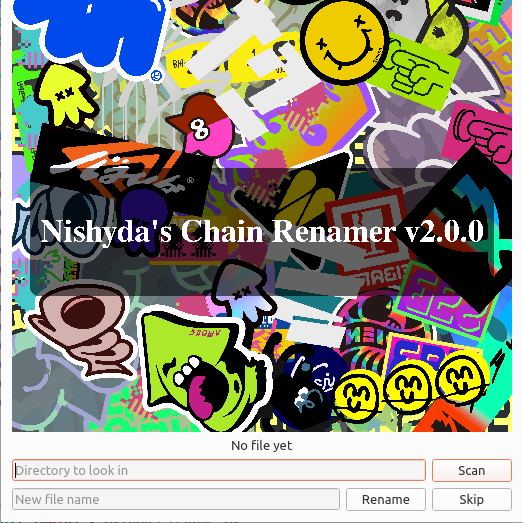 Nishyda's Chain Renamer v2.0.0
No file yet
Directory to look in
Scan
New file name
Rename
Skip